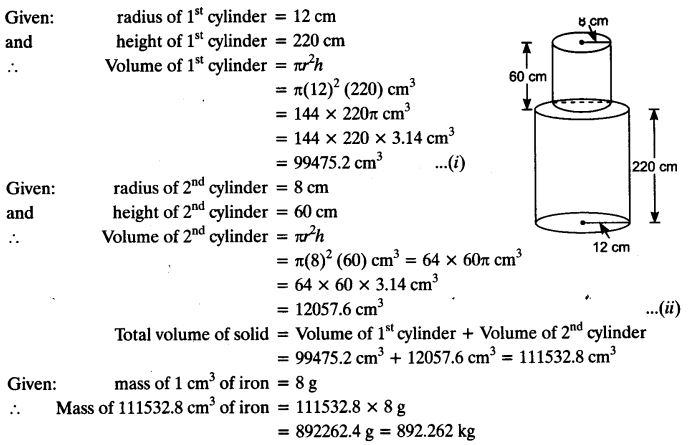 Given: radius of 1st cylinder = 12 cm
and height of 1st cylinder = 220 cm
∴ Volume of 1st cylinder = πr²h
= π(12)² (220) cm³
= 144 × 220π cm³
= 144 × 220 × 3.14 cm³
= 99475.2 cm³ ...(i)
Given: radius of 2nd cylinder = 8 cm
and height of 2nd cylinder = 60 cm
∴ Volume of 2nd cylinder = πr²h
= π(8)² (60) cm³ = 64 × 60π cm³
= 64 × 60 × 3.14 cm³
= 12057.6 cm³ ...(ii)
Total volume of solid = Volume of 1st cylinder + Volume of 2nd cylinder
= 99475.2 cm³ + 12057.6 cm³ = 111532.8 cm³
Given: mass of 1 cm³ of iron = 8 g
∴ Mass of 111532.8 cm³ of iron = 111532.8 × 8 g
= 892262.4 g = 892.262 kg
8 cm
60 cm
220 cm
12 cm